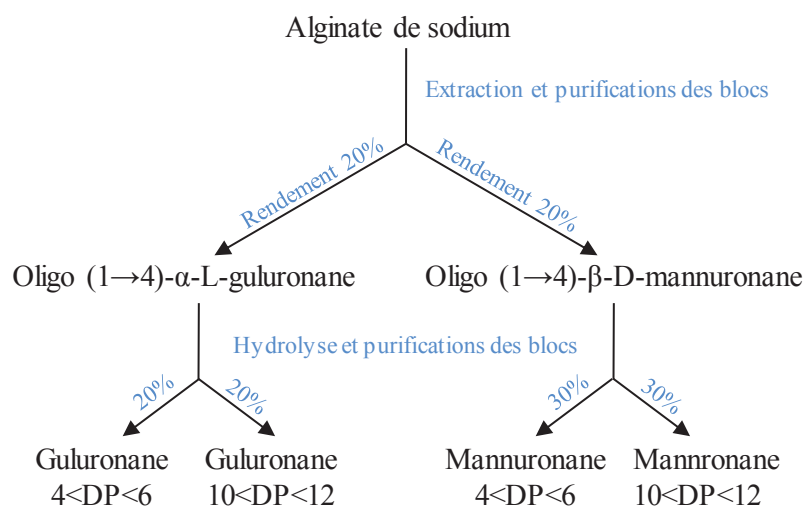 Alginate de sodium
Extraction et purifications des blocs
Rendement 20%
Rendement 20%
Oligo (1→4)-α-L-guluronane
Oligo (1→4)-β-D-mannuronane
Hydrolyse et purifications des blocs
20%
20%
30%
30%
Guluronane
4<DP<6
Guluronane
10<DP<12
Mannuronane
4<DP<6
Mannronane
10<DP<12